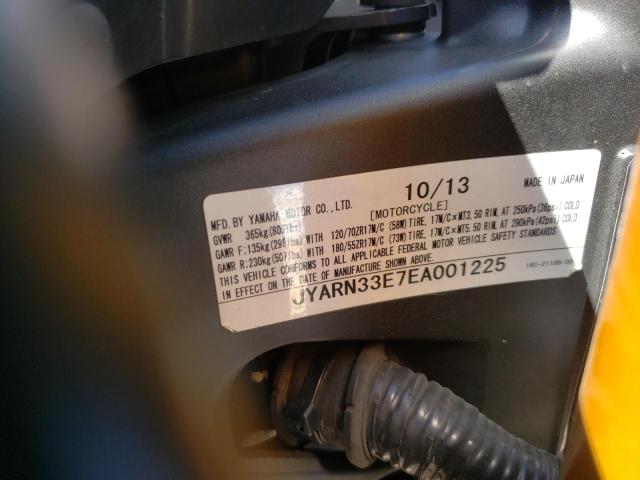 MFD. BY YAMAHA MOTOR CO., LTD. 10/13 MADE IN JAPAN
[MOTORCYCLE]
GVWR 365kg(805lbs)
GAWR F: 135kg(298lbs) WITH 120/70ZR17M/C (58W) TIRE, 17M/C×MT3.50 RIM, AT 250kPa(36psi) COLD
GAWR R: 230kg(507lbs) WITH 180/55ZR17M/C (73W) TIRE, 17M/C×MT5.50 RIM, AT 290kPa(42psi) COLD
THIS VEHICLE CONFORMS TO ALL APPLICABLE FEDERAL MOTOR VEHICLE SAFETY STANDARDS
IN EFFECT ON THE DATE OF MANUFACTURE SHOWN ABOVE.
JYARN33E7EA001225